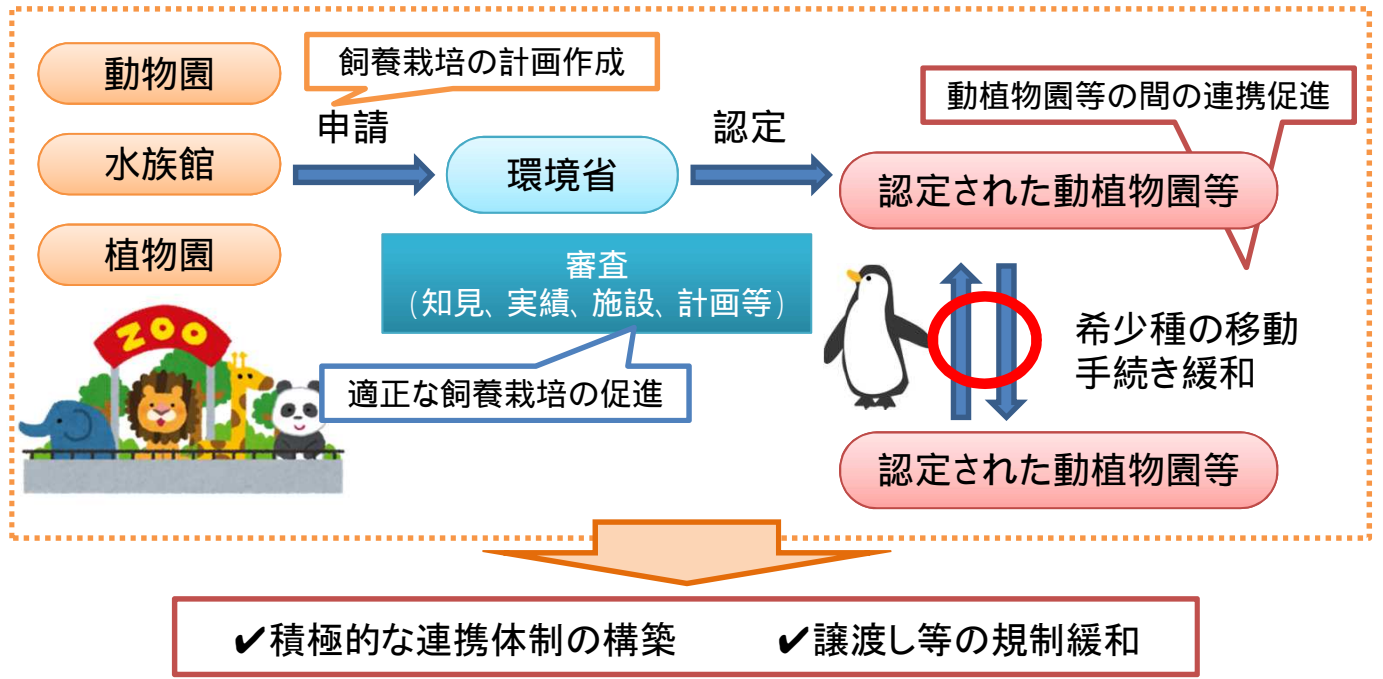 動物園
水族館
植物園
飼養栽培の計画作成
申請
環境省
認定
審査
(知見、実績、施設、計画等)
適正な飼養栽培の促進
動植物園等の間の連携促進
認定された動植物園等
希少種の移動
手続き緩和
認定された動植物園等
ZOO
✔積極的な連携体制の構築
✔譲渡し等の規制緩和